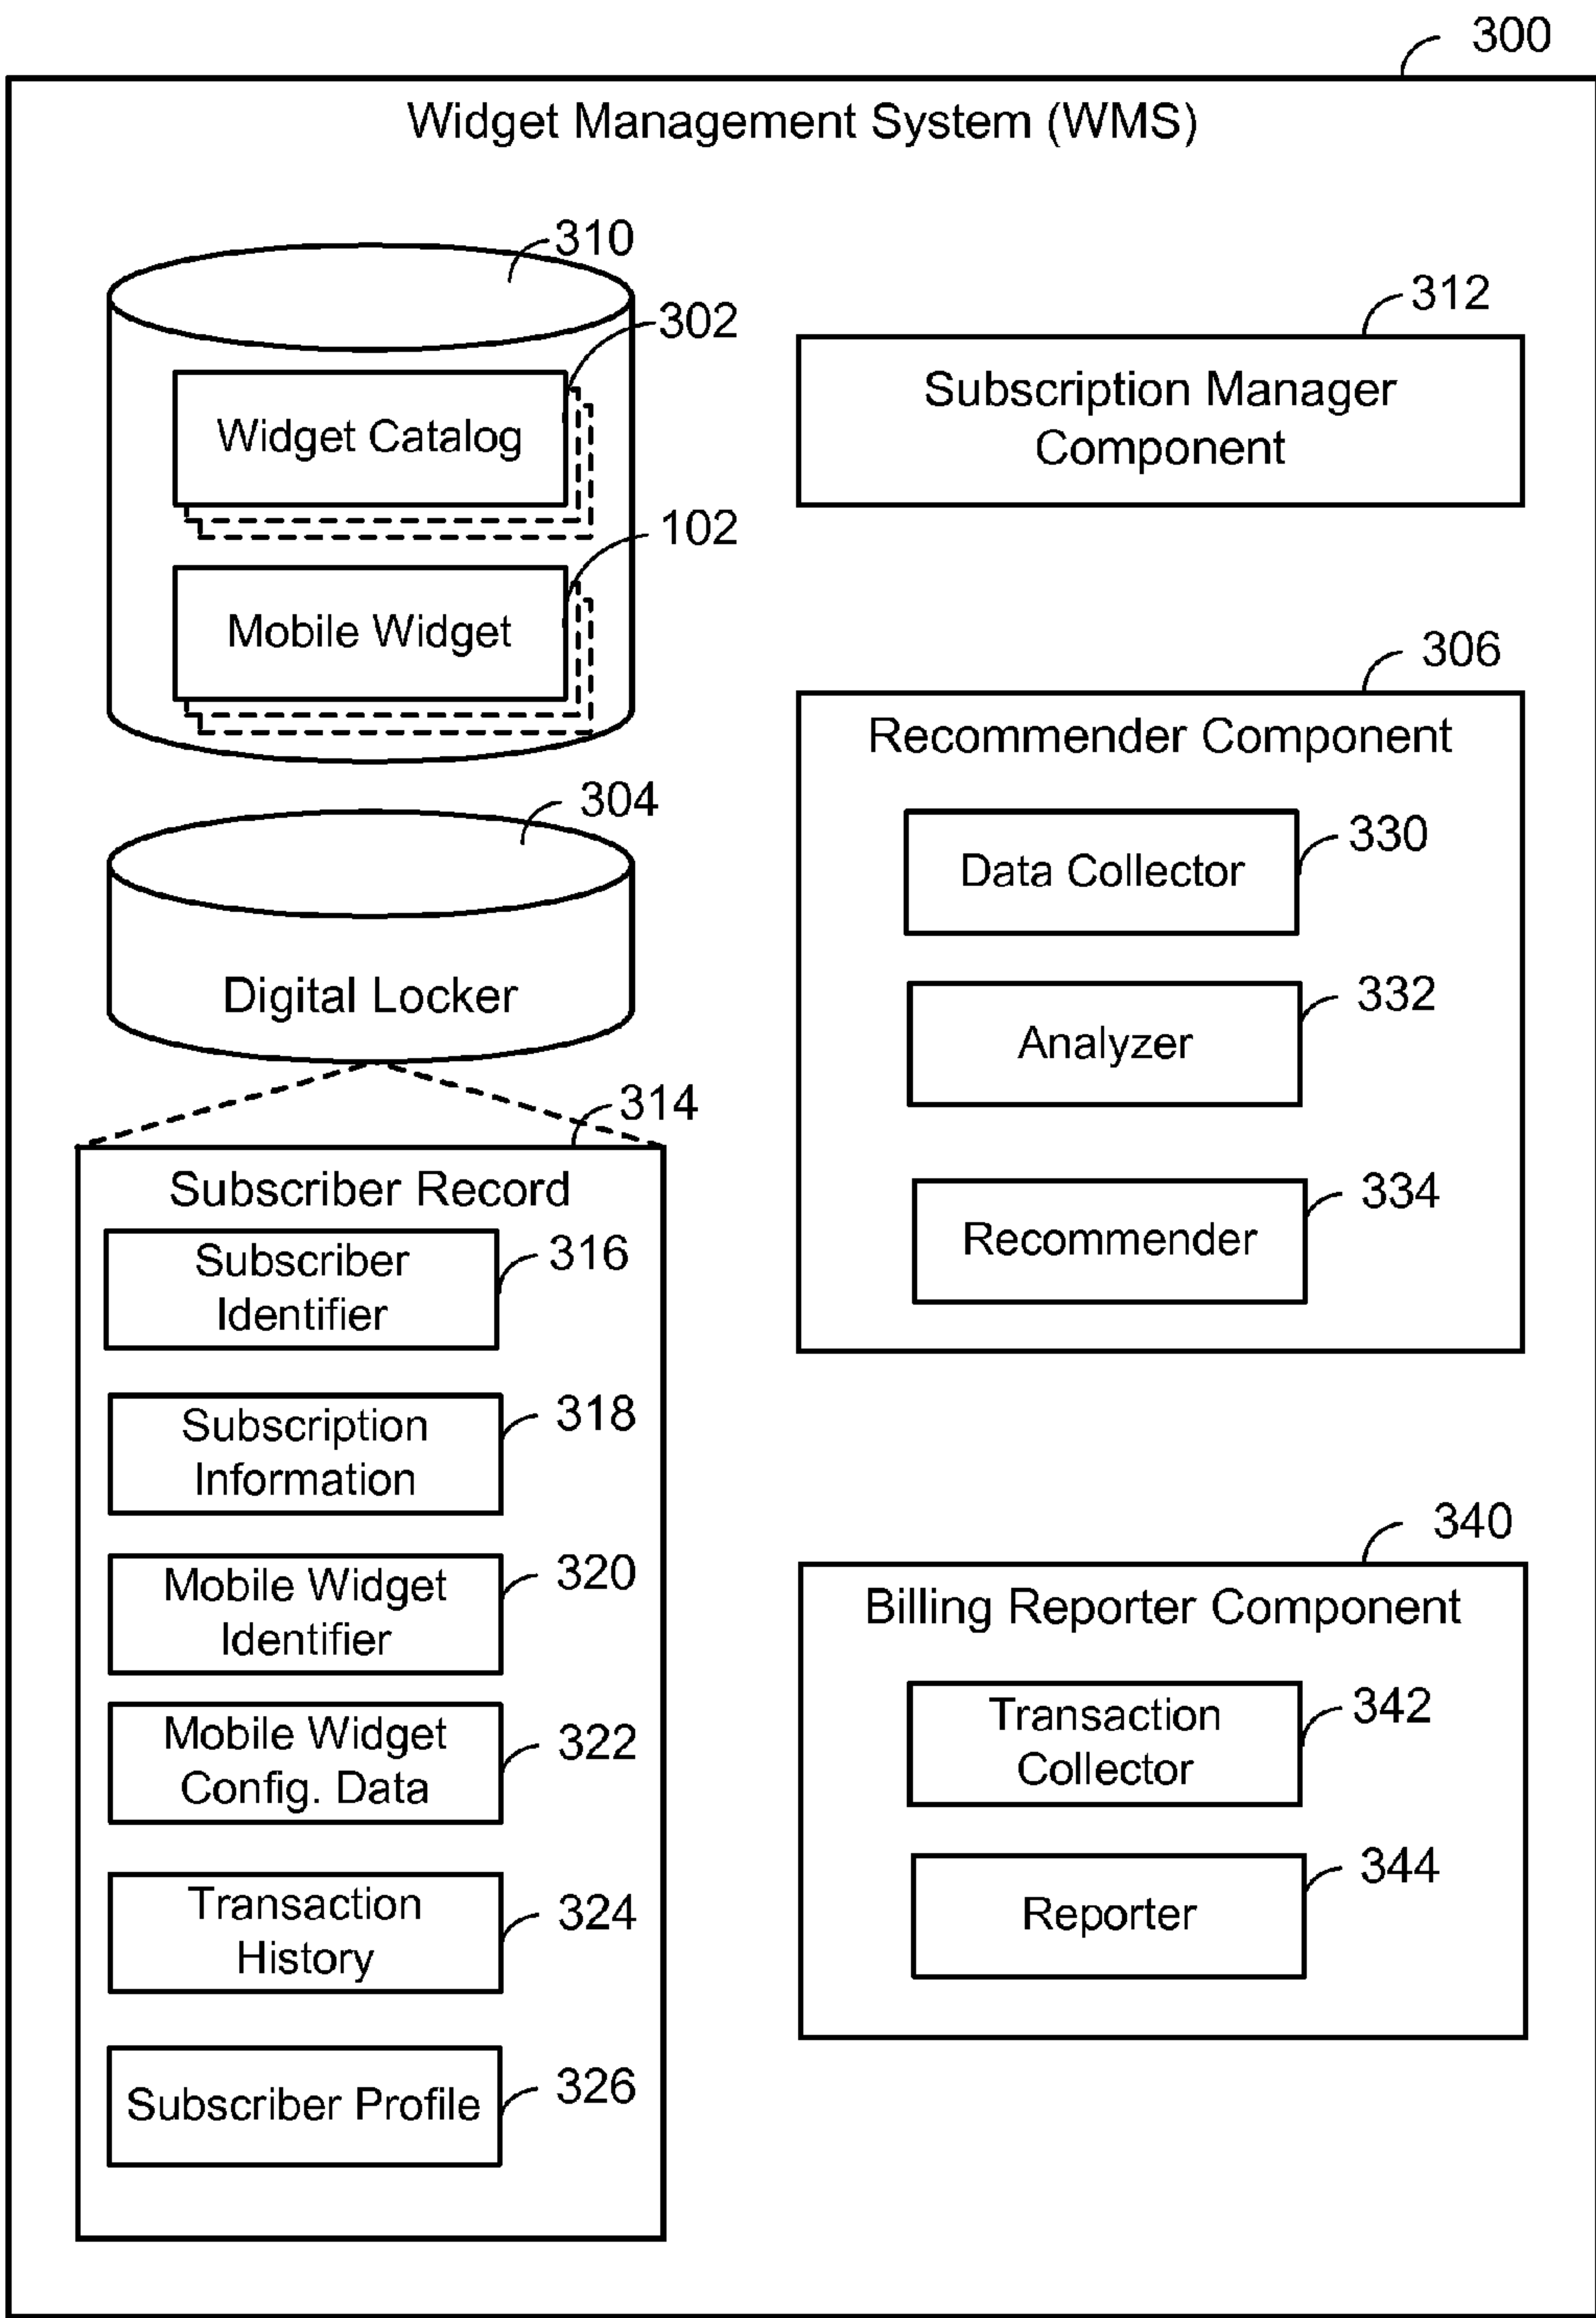 300
Widget Management System (WMS)
310
302
Widget Catalog
102
Mobile Widget
304
Digital Locker
314
Subscriber Record
Subscriber
Identifier
316
Subscription
Information
318
Mobile Widget
Identifier
320
Mobile Widget
Config. Data
322
Transaction
History
324
Subscriber Profile
326
312
Subscription Manager
Component
306
Recommender Component
Data Collector
330
Analyzer
332
Recommender
334
340
Billing Reporter Component
Transaction
Collector
342
Reporter
344